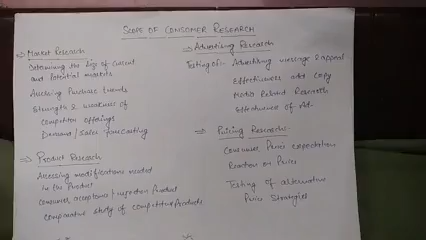 SCOPE OF CONSUMER RESEARCH
→ Market Research
Determining the size of current
and Potential markets
Assessing Purchase trends
Strength & weakness of
competitor offerings
Demand/sales forecasting
→ Product Research
Assessing modifications needed
in the Product
Consumer acceptance/rejection Product
comparative study of competitive Products
→ Advertising Research
Testing of:- Advertising message & appeal
Effectiveness of ad copy
Media Related Research
Effectiveness of Ad.
→ Pricing Research:-
Consumer Price expectation
Reaction on Prices
Testing of alternative
Price Strategies